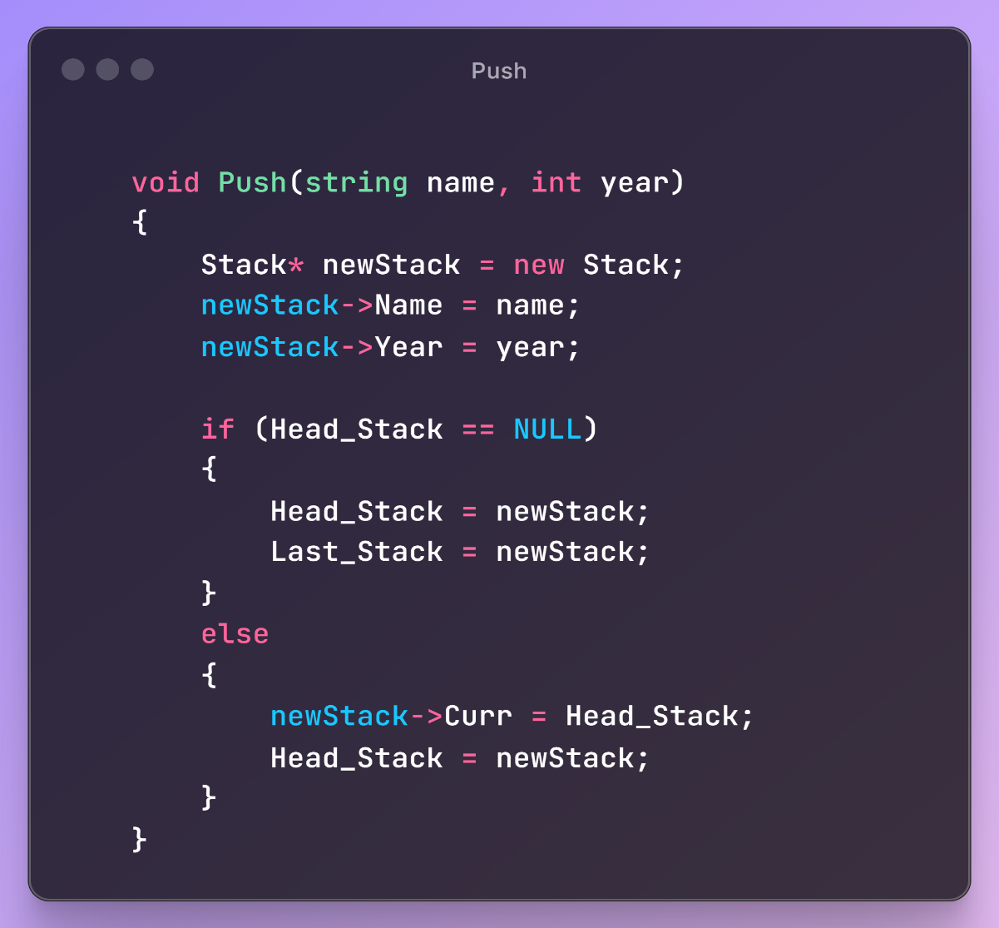 Push
void Push(string name, int year)
{
    Stack* newStack = new Stack;
    newStack->Name = name;
    newStack->Year = year;

    if (Head_Stack == NULL)
    {
        Head_Stack = newStack;
        Last_Stack = newStack;
    }
    else
    {
        newStack->Curr = Head_Stack;
        Head_Stack = newStack;
    }
}